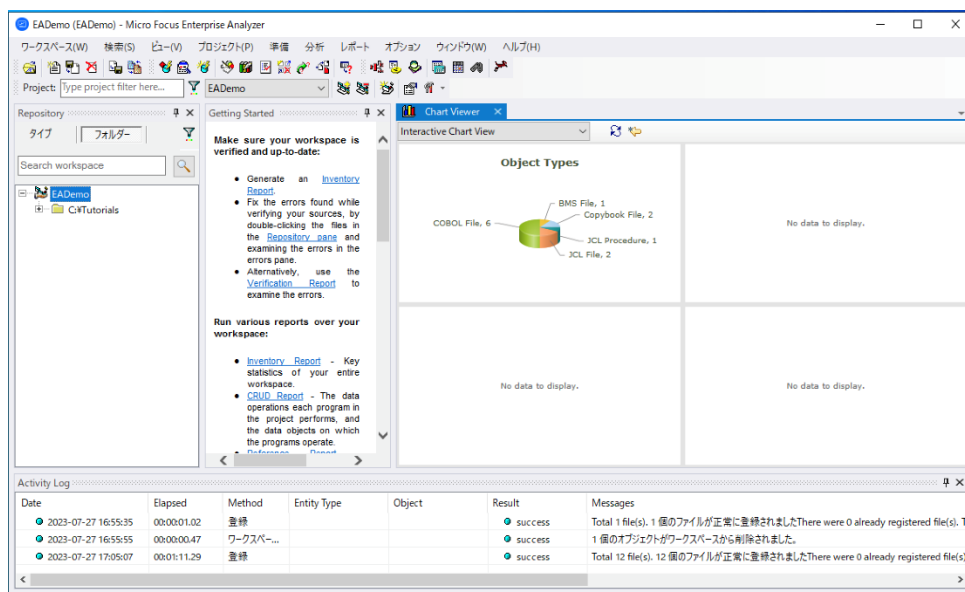 EADemo (EADemo) - Micro Focus Enterprise Analyzer
ワークスペース(W) 検索(S) ビュー(V) プロジェクト(P) 準備 分析 レポート オプション ウィンドウ(W) ヘルプ(H)
Project: Type project filter here... EADemo
Repository
タイプ フォルダー
Search workspace
EADemo
C:¥Tutorials
Getting Started
Make sure your workspace is
verified and up-to-date:
Generate an Inventory
Report.
Fix the errors found while
verifying your sources, by
double-clicking the files in
the Repository pane and
examining the errors in the
errors pane.
Alternatively, use the
Verification Report to
examine the errors.
Run various reports over your
workspace:
Inventory Report - Key
statistics of your entire
workspace.
CRUD Report - The data
operations each program in
the project performs, and
the data objects on which
the programs operate.
Reference Report
Chart Viewer
Interactive Chart View
Object Types
BMS File, 1
Copybook File, 2
COBOL File, 6
JCL Procedure, 1
JCL File, 2
No data to display.
No data to display.
No data to display.
Activity Log
Date Elapsed Method Entity Type Object Result Messages
2023-07-27 16:55:35 00:00:01.02 登録 success Total 1 file(s). 1 個のファイルが正常に登録されましたThere were 0 already registered file(s). T
2023-07-27 16:55:55 00:00:00.47 ワークスペー... success 1 個のオブジェクトがワークスペースから削除されました。
2023-07-27 17:05:07 00:01:11.29 登録 success Total 12 file(s). 12 個のファイルが正常に登録されましたThere were 0 already registered file(s)